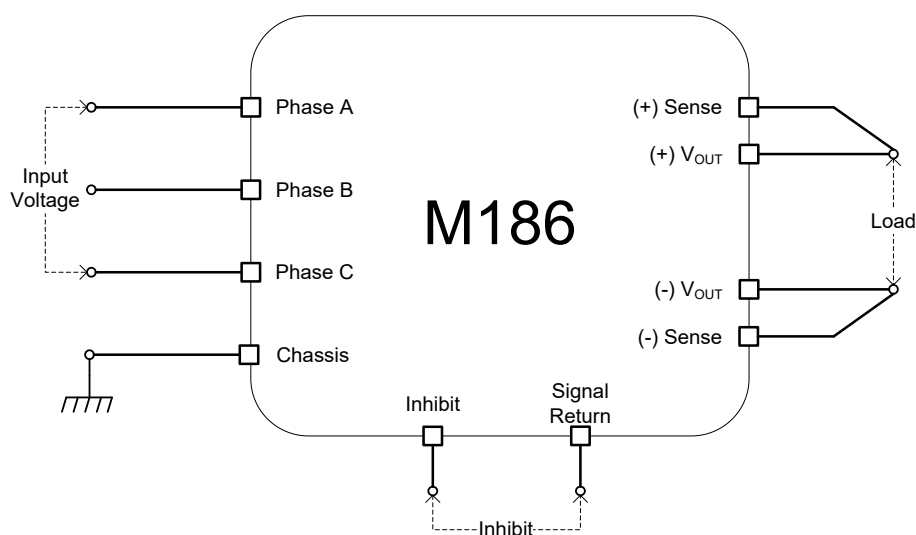 Phase A
(+) Sense
(+) VOUT
Input
Voltage
Phase B
M186
Load
Phase C
(-) VOUT
(-) Sense
Chassis
Inhibit
Signal
Return
Inhibit